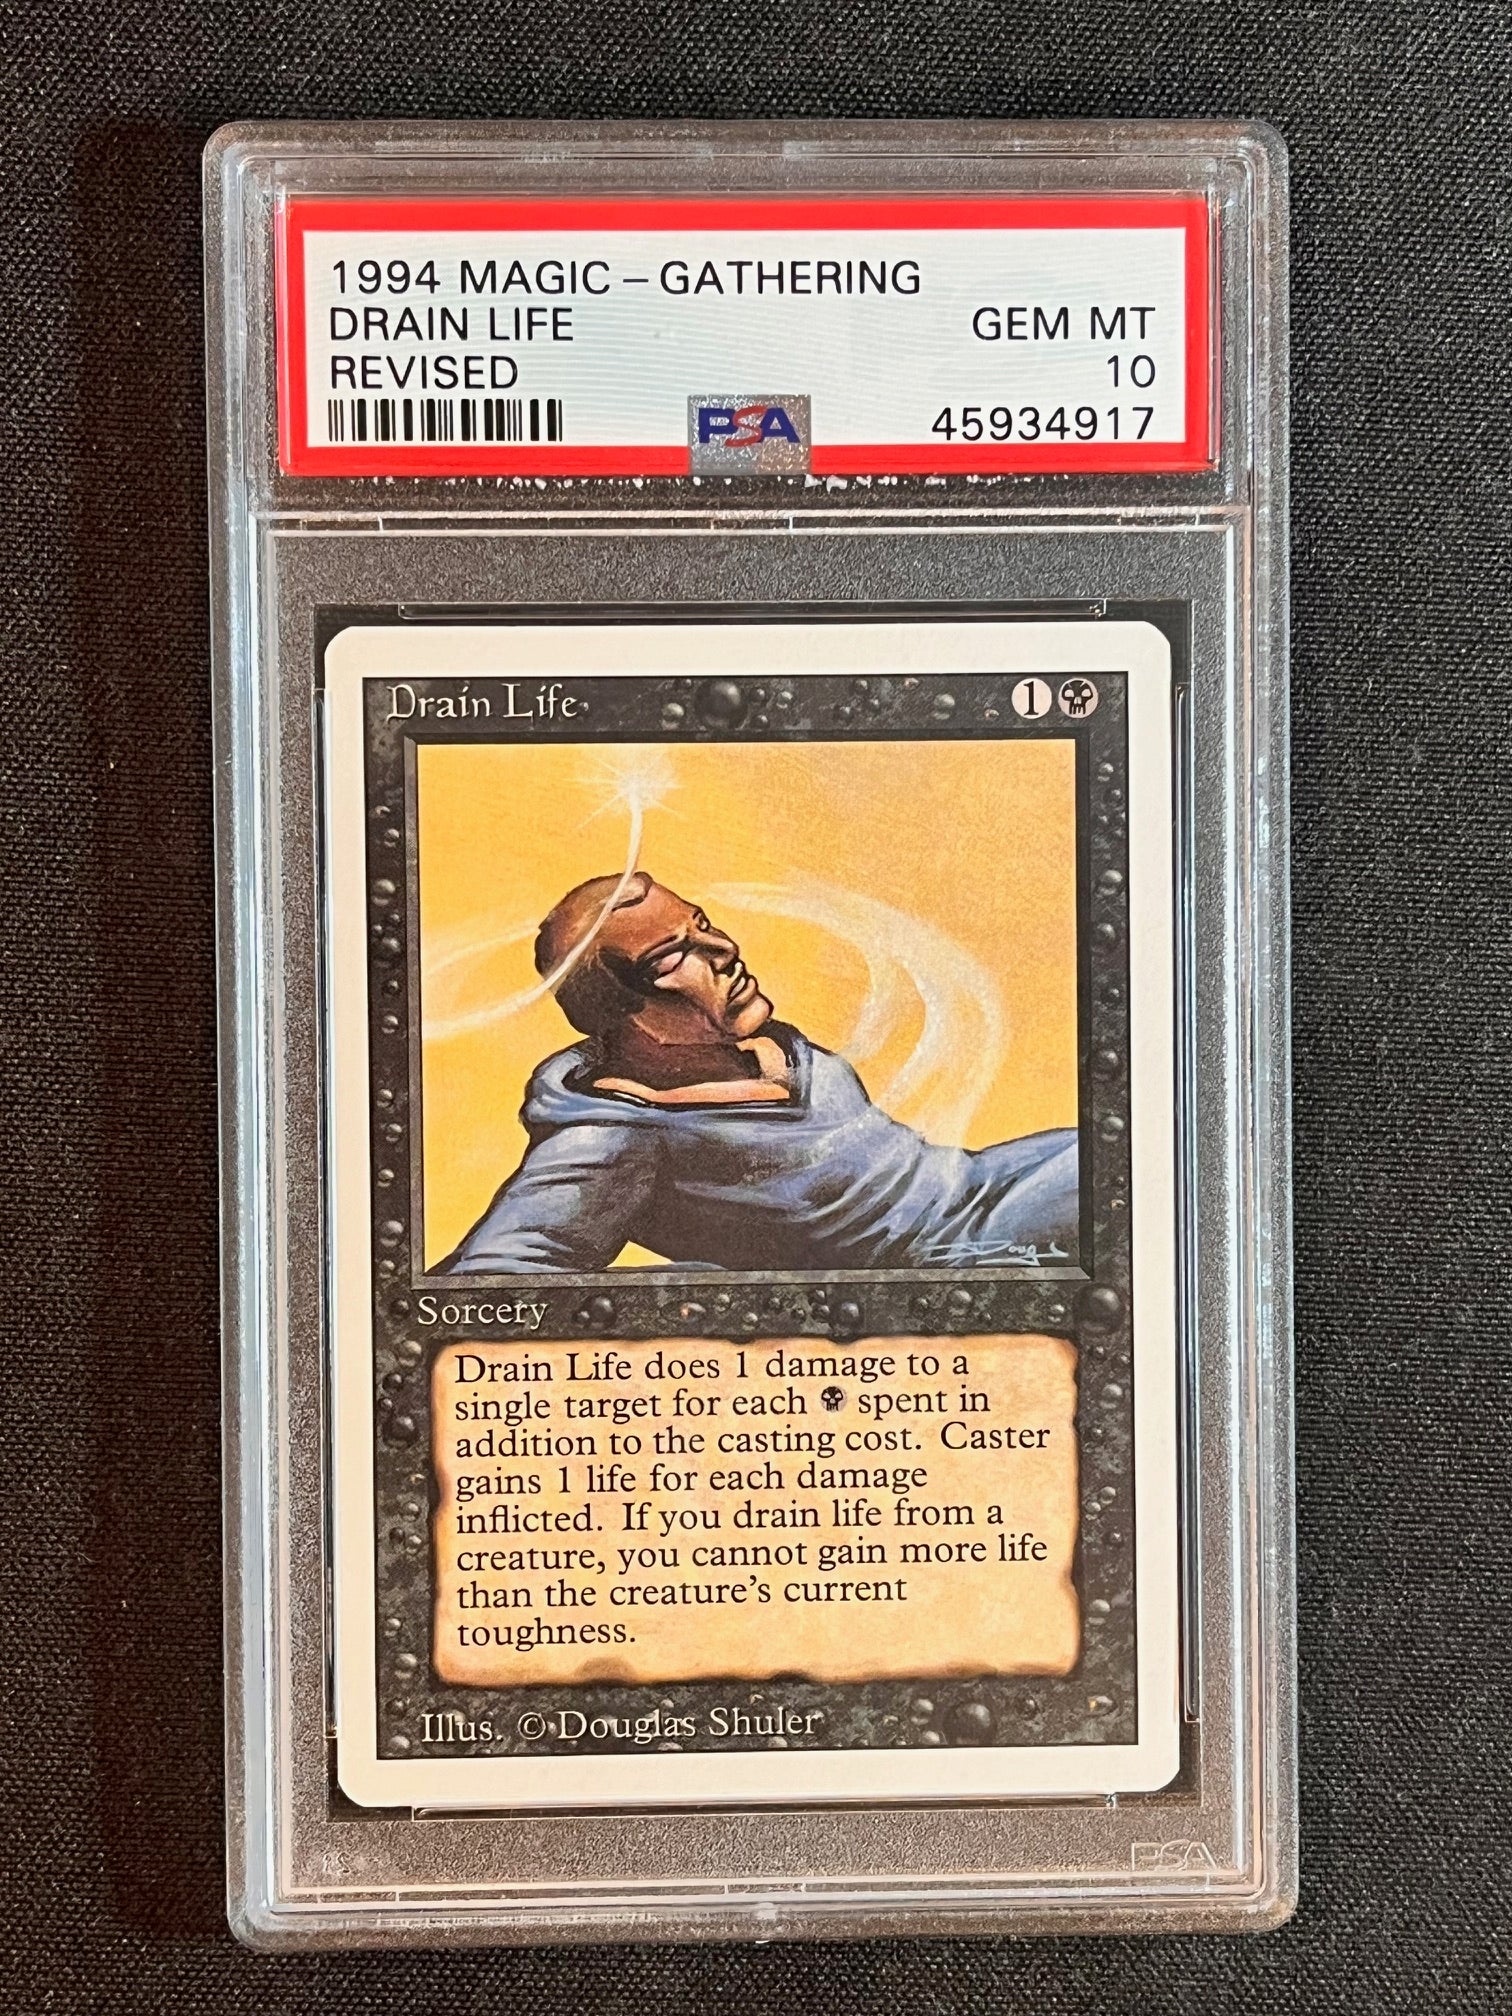 1994 MAGIC – GATHERING
DRAIN LIFE GEM MT
REVISED 10
PSA 45934917
Drain Life 1
Doug
Sorcery
Drain Life does 1 damage to a
single target for each spent in
addition to the casting cost. Caster
gains 1 life for each damage
inflicted. If you drain life from a
creature, you cannot gain more life
than the creature's current
toughness.
Illus. © Douglas Shuler
PSA